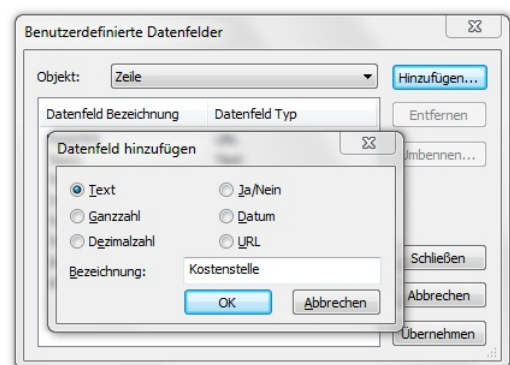 Benutzerdefinierte Datenfelder
Objekt: Zeile Hinzufügen...
Datenfeld Bezeichnung Datenfeld Typ Entfernen
Datenfeld hinzufügen
Umbennen...
Text Ja/Nein
Ganzzahl Datum
Dezimalzahl URL
Bezeichnung: Kostenstelle
OK Abbrechen
Schließen
Abbrechen
Übernehmen